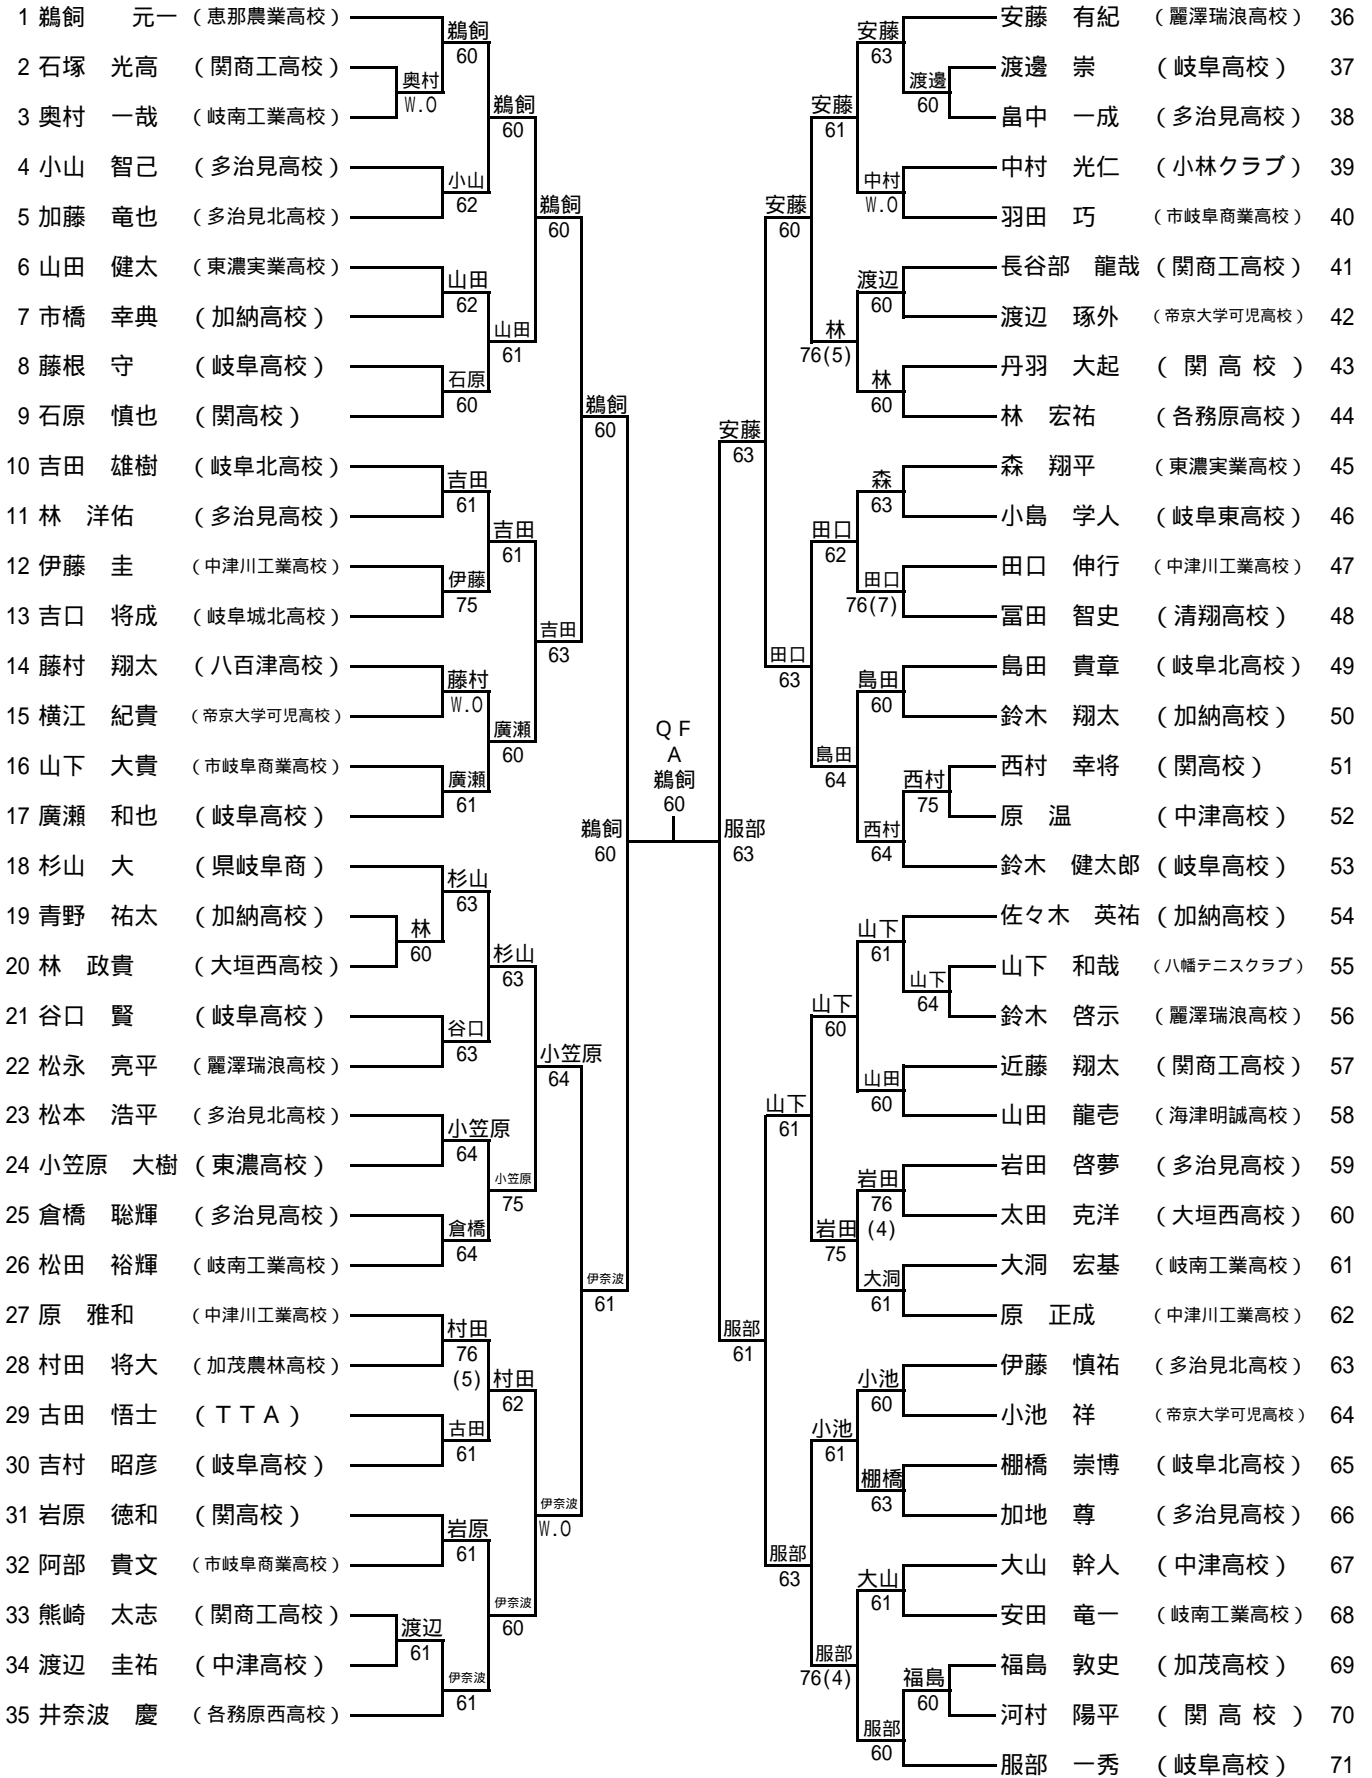 1 鵜飼　元一 (恵那農業高校)
2 石塚　光高 (関商工高校)
3 奥村　一哉 (岐南工業高校)
4 小山　智己 (多治見高校)
5 加藤　竜也 (多治見北高校)
6 山田　健太 (東濃実業高校)
7 市橋　幸典 (加納高校)
8 藤根　守 (岐阜高校)
9 石原　慎也 (関高校)
10 吉田　雄樹 (岐阜北高校)
11 林　洋佑 (多治見高校)
12 伊藤　圭 (中津川工業高校)
13 吉口　将成 (岐阜城北高校)
14 藤村　翔太 (八百津高校)
15 横江　紀貴 (帝京大学可児高校)
16 山下　大貴 (市岐阜商業高校)
17 廣瀬　和也 (岐阜高校)
18 杉山　大 (県岐阜商)
19 青野　祐太 (加納高校)
20 林　政貴 (大垣西高校)
21 谷口　賢 (岐阜高校)
22 松永　亮平 (麗澤瑞浪高校)
23 松本　浩平 (多治見北高校)
24 小笠原　大樹 (東濃高校)
25 倉橋　聡輝 (多治見高校)
26 松田　裕輝 (岐南工業高校)
27 原　雅和 (中津川工業高校)
28 村田　将大 (加茂農林高校)
29 古田　悟士 (ＴＴＡ)
30 吉村　昭彦 (岐阜高校)
31 岩原　徳和 (関高校)
32 阿部　貴文 (市岐阜商業高校)
33 熊崎　太志 (関商工高校)
34 渡辺　圭祐 (中津高校)
35 井奈波　慶 (各務原西高校)
奥村
W.O
林
60
渡辺
61
鵜飼
60
小山
62
山田
62
石原
60
吉田
61
伊藤
75
藤村
W.O
廣瀬
61
杉山
63
谷口
63
小笠原
64
倉橋
64
村田
76
(5)
古田
61
岩原
61
伊奈波
61
鵜飼
60
山田
61
吉田
61
廣瀬
60
杉山
63
小笠原
75
村田
62
伊奈波
60
鵜飼
60
吉田
63
小笠原
64
伊奈波
W.O
鵜飼
60
伊奈波
61
鵜飼
60
ＱＦ
Ａ
鵜飼
60
服部
63
安藤
63
服部
61
安藤
60
田口
63
山下
61
服部
63
安藤
61
林
76(5)
田口
62
島田
64
山下
60
岩田
75
小池
61
服部
76(4)
安藤
63
中村
W.O
渡辺
60
林
60
森
63
田口
76(7)
島田
60
西村
64
山下
61
山田
60
岩田
76
(4)
大洞
61
小池
60
棚橋
63
大山
61
服部
60
渡邊
60
西村
75
山下
64
福島
60
安藤　有紀 (麗澤瑞浪高校) 36
渡邊　崇 (岐阜高校) 37
畠中　一成 (多治見高校) 38
中村　光仁 (小林クラブ) 39
羽田　巧 (市岐阜商業高校) 40
長谷部　龍哉 (関商工高校) 41
渡辺　琢外 (帝京大学可児高校) 42
丹羽　大起 (関高校) 43
林　宏祐 (各務原高校) 44
森　翔平 (東濃実業高校) 45
小島　学人 (岐阜東高校) 46
田口　伸行 (中津川工業高校) 47
冨田　智史 (清翔高校) 48
島田　貴章 (岐阜北高校) 49
鈴木　翔太 (加納高校) 50
西村　幸将 (関高校) 51
原　温 (中津高校) 52
鈴木　健太郎 (岐阜高校) 53
佐々木　英祐 (加納高校) 54
山下　和哉 (八幡テニスクラブ) 55
鈴木　啓示 (麗澤瑞浪高校) 56
近藤　翔太 (関商工高校) 57
山田　龍壱 (海津明誠高校) 58
岩田　啓夢 (多治見高校) 59
太田　克洋 (大垣西高校) 60
大洞　宏基 (岐南工業高校) 61
原　正成 (中津川工業高校) 62
伊藤　慎祐 (多治見北高校) 63
小池　祥 (帝京大学可児高校) 64
棚橋　崇博 (岐阜北高校) 65
加地　尊 (多治見高校) 66
大山　幹人 (中津高校) 67
安田　竜一 (岐南工業高校) 68
福島　敦史 (加茂高校) 69
河村　陽平 (関高校) 70
服部　一秀 (岐阜高校) 71